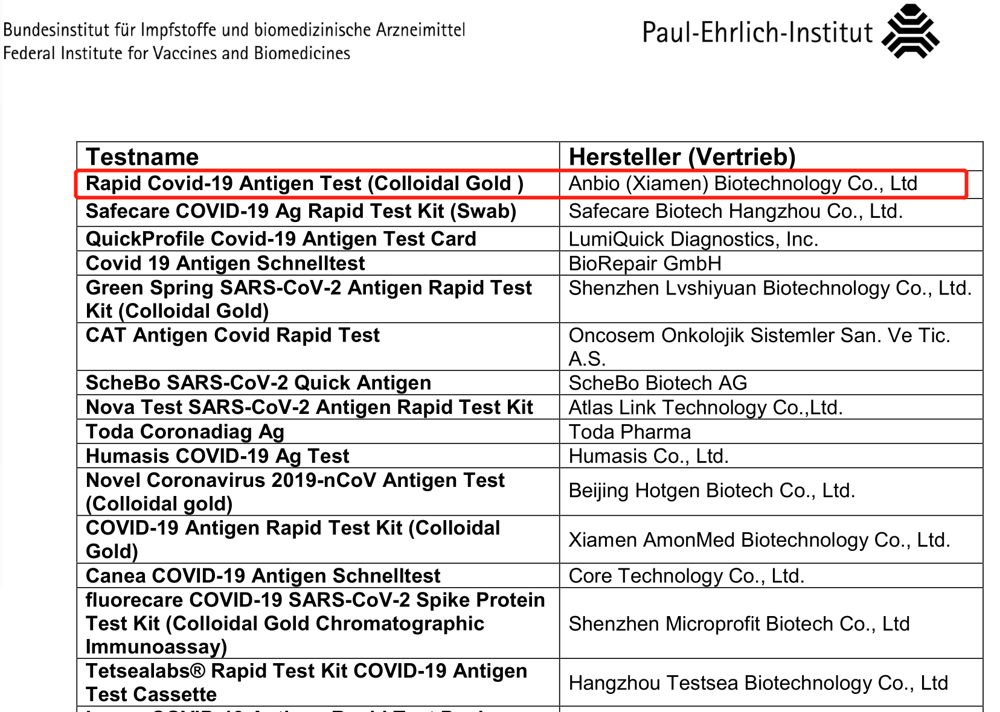 Bundesinstitut für Impfstoffe und biomedizinische Arzneimittel
Federal Institute for Vaccines and Biomedicines
Paul-Ehrlich-Institut
Testname Hersteller (Vertrieb)
Rapid Covid-19 Antigen Test (Colloidal Gold ) Anbio (Xiamen) Biotechnology Co., Ltd
Safecare COVID-19 Ag Rapid Test Kit (Swab) Safecare Biotech Hangzhou Co., Ltd.
QuickProfile Covid-19 Antigen Test Card LumiQuick Diagnostics, Inc.
Covid 19 Antigen Schnelltest BioRepair GmbH
Green Spring SARS-CoV-2 Antigen Rapid Test Shenzhen Lvshiyuan Biotechnology Co., Ltd.
Kit (Colloidal Gold)
CAT Antigen Covid Rapid Test Oncosem Onkolojik Sistemler San. Ve Tic.
A.S.
ScheBo SARS-CoV-2 Quick Antigen ScheBo Biotech AG
Nova Test SARS-CoV-2 Antigen Rapid Test Kit Atlas Link Technology Co.,Ltd.
Toda Coronadiag Ag Toda Pharma
Humasis COVID-19 Ag Test Humasis Co., Ltd.
Novel Coronavirus 2019-nCoV Antigen Test
(Colloidal gold)
Beijing Hotgen Biotech Co., Ltd.
COVID-19 Antigen Rapid Test Kit (Colloidal
Gold)
Xiamen AmonMed Biotechnology Co., Ltd.
Canea COVID-19 Antigen Schnelltest Core Technology Co., Ltd.
fluorecare COVID-19 SARS-CoV-2 Spike Protein
Test Kit (Colloidal Gold Chromatographic
Immunoassay)
Shenzhen Microprofit Biotech Co., Ltd
Tetsealabs® Rapid Test Kit COVID-19 Antigen
Test Cassette
Hangzhou Testsea Biotechnology Co., Ltd